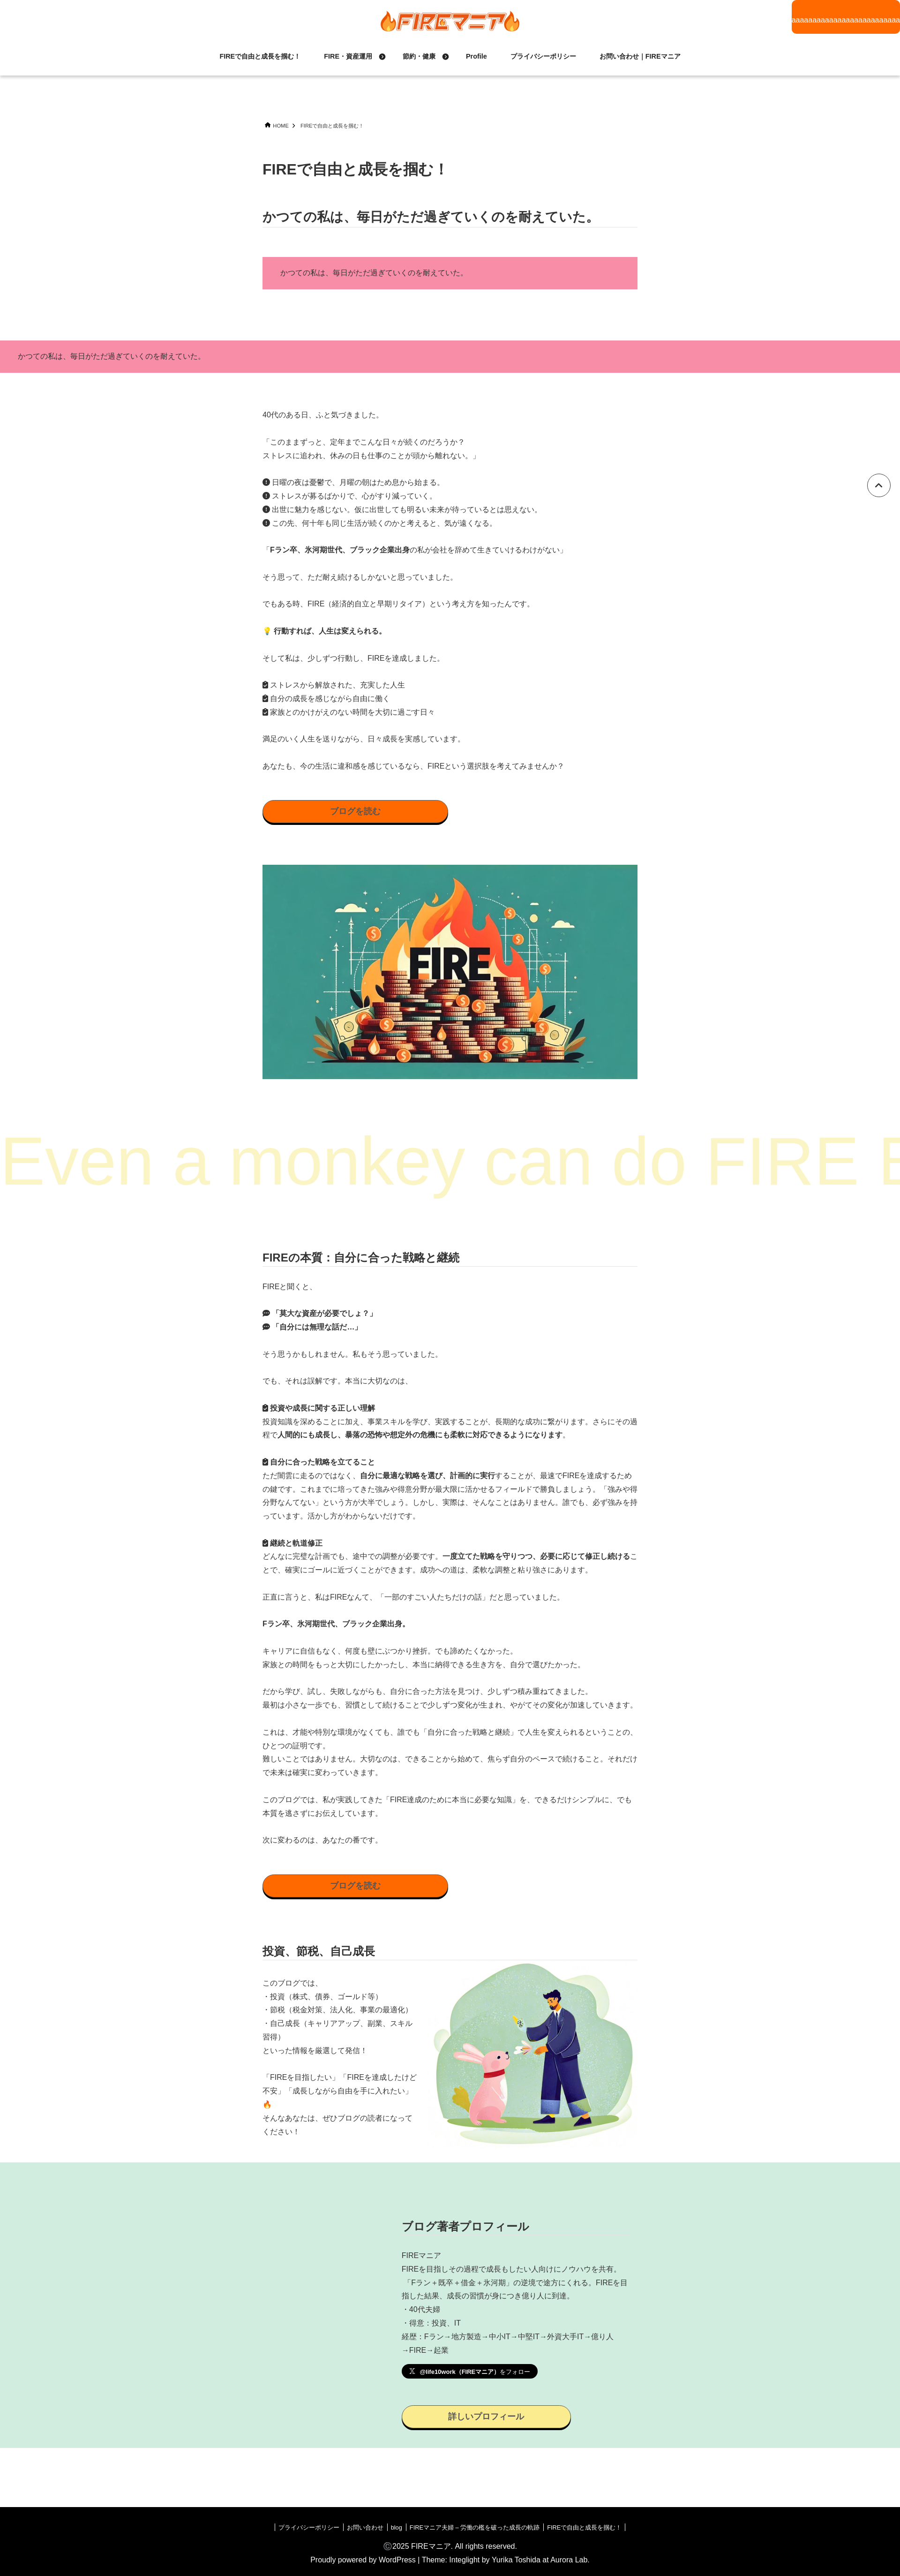 🔥FIREマニア🔥
aaaaaaaaaaaaaaaaaaaaaaaaaa
FIREで自由と成長を掴む！ FIRE・資産運用 節約・健康 Profile プライバシーポリシー お問い合わせ｜FIREマニア
HOME FIREで自由と成長を掴む！
FIREで自由と成長を掴む！
かつての私は、毎日がただ過ぎていくのを耐えていた。
かつての私は、毎日がただ過ぎていくのを耐えていた。
かつての私は、毎日がただ過ぎていくのを耐えていた。
40代のある日、ふと気づきました。
「このままずっと、定年までこんな日々が続くのだろうか？
ストレスに追われ、休みの日も仕事のことが頭から離れない。」
日曜の夜は憂鬱で、月曜の朝はため息から始まる。
ストレスが募るばかりで、心がすり減っていく。
出世に魅力を感じない。仮に出世しても明るい未来が待っているとは思えない。
この先、何十年も同じ生活が続くのかと考えると、気が遠くなる。
「Fラン卒、氷河期世代、ブラック企業出身の私が会社を辞めて生きていけるわけがない」
そう思って、ただ耐え続けるしかないと思っていました。
でもある時、FIRE（経済的自立と早期リタイア）という考え方を知ったんです。
💡 行動すれば、人生は変えられる。
そして私は、少しずつ行動し、FIREを達成しました。
ストレスから解放された、充実した人生
自分の成長を感じながら自由に働く
家族とのかけがえのない時間を大切に過ごす日々
満足のいく人生を送りながら、日々成長を実感しています。
あなたも、今の生活に違和感を感じているなら、FIREという選択肢を考えてみませんか？
ブログを読む
FIRE
Even a monkey can do FIRE E
FIREの本質：自分に合った戦略と継続
FIREと聞くと、
「莫大な資産が必要でしょ？」
「自分には無理な話だ…」
そう思うかもしれません。私もそう思っていました。
でも、それは誤解です。本当に大切なのは、
投資や成長に関する正しい理解
投資知識を深めることに加え、事業スキルを学び、実践することが、長期的な成功に繋がります。さらにその過
程で人間的にも成長し、暴落の恐怖や想定外の危機にも柔軟に対応できるようになります。
自分に合った戦略を立てること
ただ闇雲に走るのではなく、自分に最適な戦略を選び、計画的に実行することが、最速でFIREを達成するため
の鍵です。これまでに培ってきた強みや得意分野が最大限に活かせるフィールドで勝負しましょう。「強みや得
分野なんてない」という方が大半でしょう。しかし、実際は、そんなことはありません。誰でも、必ず強みを持
っています。活かし方がわからないだけです。
継続と軌道修正
どんなに完璧な計画でも、途中での調整が必要です。一度立てた戦略を守りつつ、必要に応じて修正し続けるこ
とで、確実にゴールに近づくことができます。成功への道は、柔軟な調整と粘り強さにあります。
正直に言うと、私はFIREなんて、「一部のすごい人たちだけの話」だと思っていました。
Fラン卒、氷河期世代、ブラック企業出身。
キャリアに自信もなく、何度も壁にぶつかり挫折。でも諦めたくなかった。
家族との時間をもっと大切にしたかったし、本当に納得できる生き方を、自分で選びたかった。
だから学び、試し、失敗しながらも、自分に合った方法を見つけ、少しずつ積み重ねてきました。
最初は小さな一歩でも、習慣として続けることで少しずつ変化が生まれ、やがてその変化が加速していきます。
これは、才能や特別な環境がなくても、誰でも「自分に合った戦略と継続」で人生を変えられるということの、
ひとつの証明です。
難しいことではありません。大切なのは、できることから始めて、焦らず自分のペースで続けること。それだけ
で未来は確実に変わっていきます。
このブログでは、私が実践してきた「FIRE達成のために本当に必要な知識」を、できるだけシンプルに、でも
本質を逃さずにお伝えしています。
次に変わるのは、あなたの番です。
ブログを読む
投資、節税、自己成長
このブログでは、
・投資（株式、債券、ゴールド等）
・節税（税金対策、法人化、事業の最適化）
・自己成長（キャリアアップ、副業、スキル
習得）
といった情報を厳選して発信！
「FIREを目指したい」「FIREを達成したけど
不安」「成長しながら自由を手に入れたい」
🔥
そんなあなたは、ぜひブログの読者になって
ください！
ブログ著者プロフィール
FIREマニア
FIREを目指しその過程で成長もしたい人向けにノウハウを共有。
「Fラン＋既卒＋借金＋氷河期」の逆境で途方にくれる。FIREを目
指した結果、成長の習慣が身につき億り人に到達。
・40代夫婦
・得意：投資、IT
経歴：Fラン→地方製造→中小IT→中堅IT→外資大手IT→億り人
→FIRE→起業
𝕏 @life10work（FIREマニア）をフォロー
詳しいプロフィール
プライバシーポリシー | お問い合わせ | blog | FIREマニア夫婦 – 労働の檻を破った成長の軌跡 | FIREで自由と成長を掴む！
Ⓒ2025 FIREマニア. All rights reserved.
Proudly powered by WordPress | Theme: Integlight by Yurika Toshida at Aurora Lab.